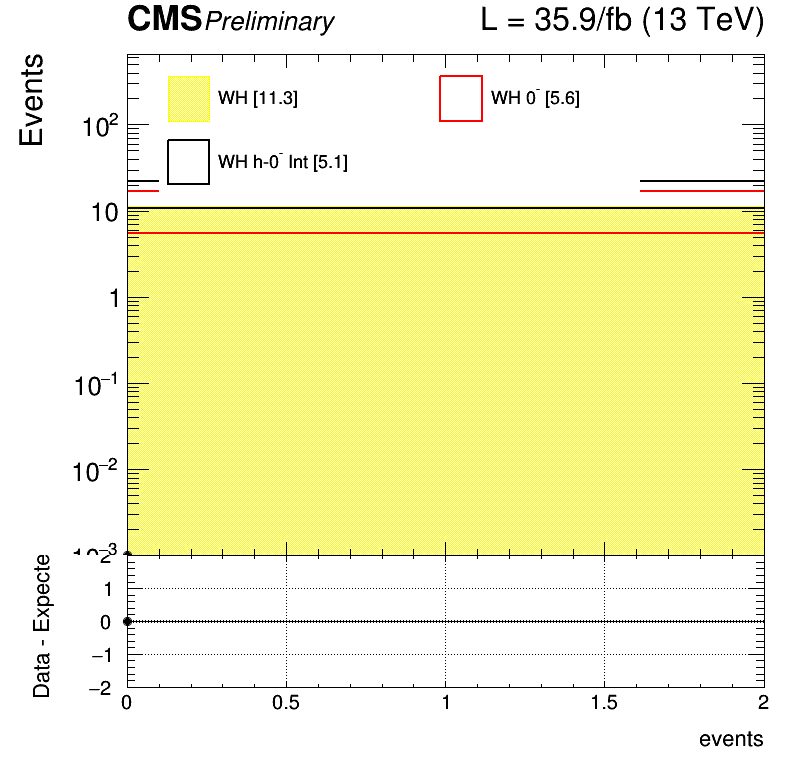 CMS Preliminary L = 35.9/fb (13 TeV)
Events
WH [11.3]
WH 0⁻ [5.6]
WH h-0⁻ Int [5.1]
10²
10
1
10⁻¹
10⁻²
10⁻³
Data - Expecte
2
1
0
−1
−2
0 0.5 1 1.5 2
events